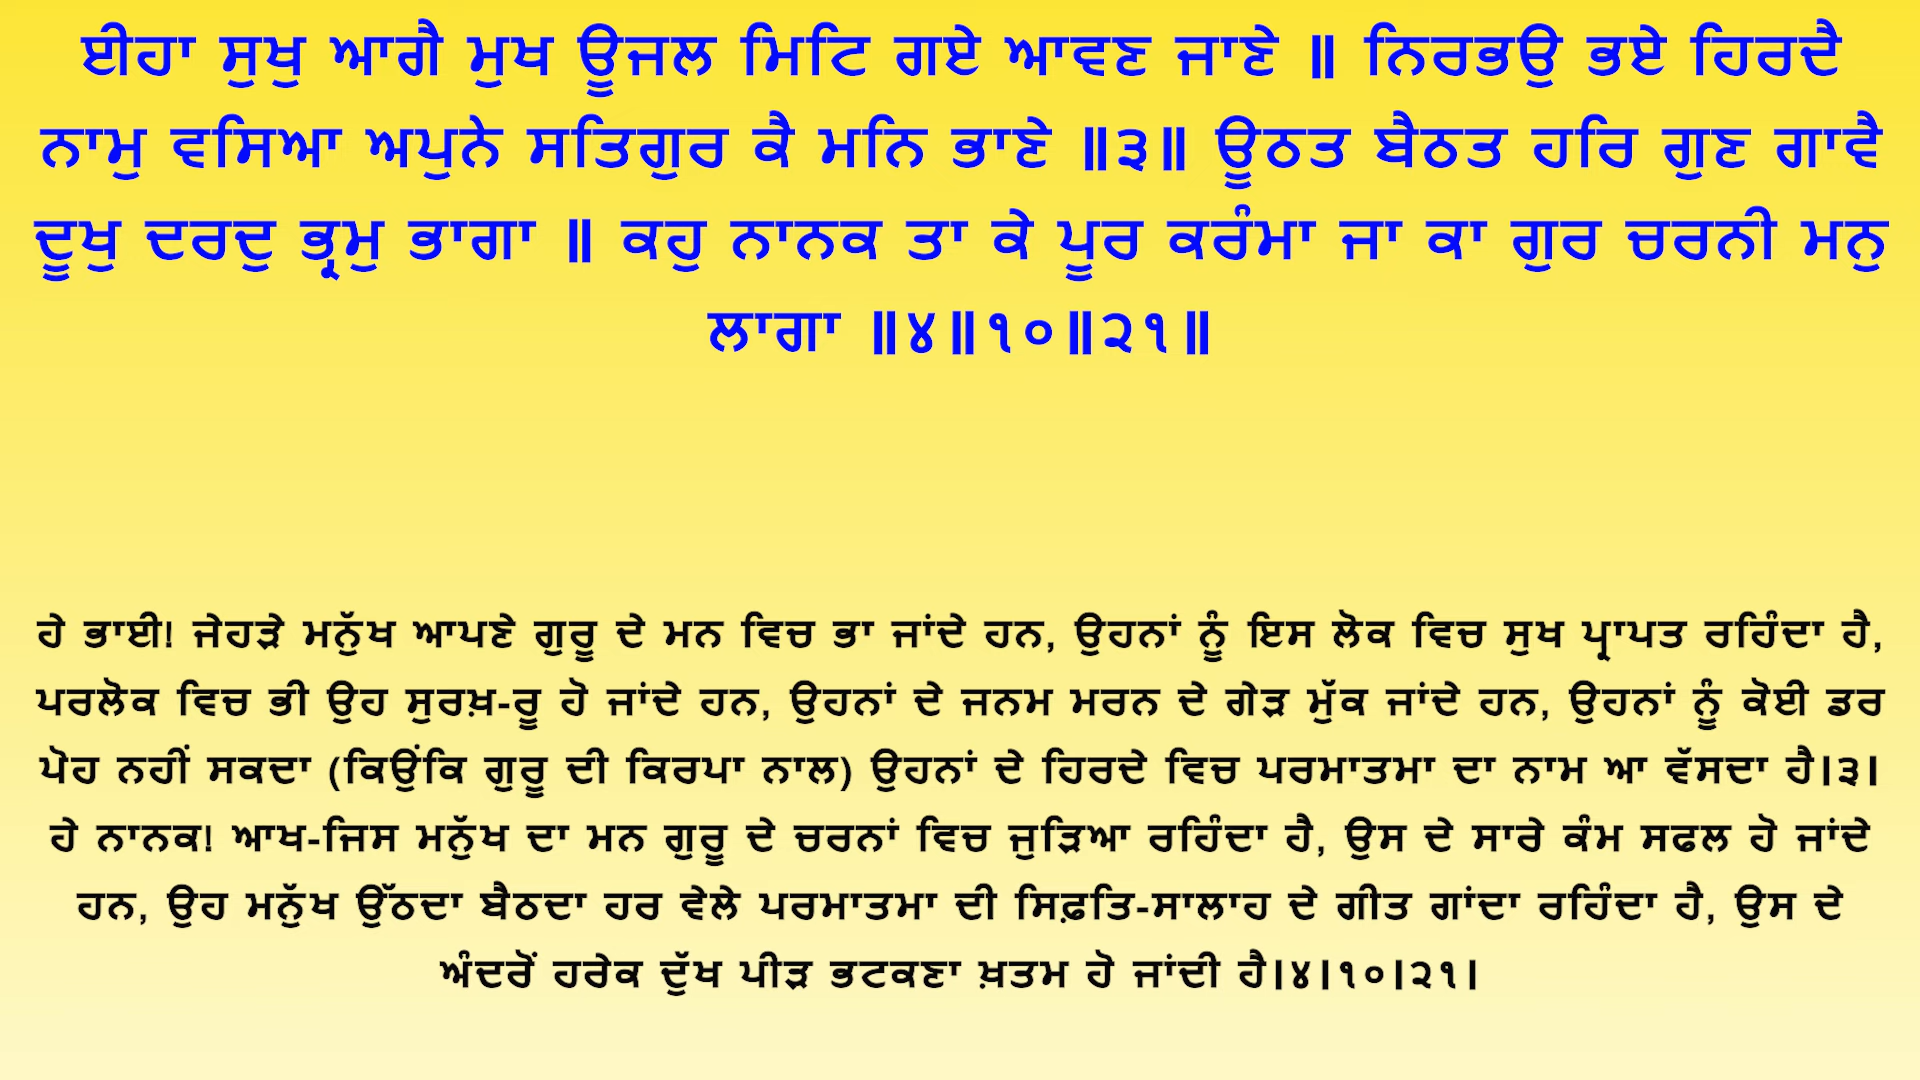 ਈਹਾ ਸੁਖੁ ਆਗੈ ਮੁਖ ਊਜਲ ਮਿਟਿ ਗਏ ਆਵਣ ਜਾਣੇ ॥ ਨਿਰਭਉ ਭਏ ਹਿਰਦੈ
ਨਾਮੁ ਵਸਿਆ ਅਪੁਨੇ ਸਤਿਗੁਰ ਕੈ ਮਨਿ ਭਾਣੇ ॥੩॥ ਊਠਤ ਬੈਠਤ ਹਰਿ ਗੁਣ ਗਾਵੈ
ਦੂਖੁ ਦਰਦੁ ਭ੍ਰਮੁ ਭਾਗਾ ॥ ਕਹੁ ਨਾਨਕ ਤਾ ਕੇ ਪੂਰ ਕਰੰਮਾ ਜਾ ਕਾ ਗੁਰ ਚਰਨੀ ਮਨੁ
ਲਾਗਾ ॥੪॥੧੦॥੨੧॥
ਹੇ ਭਾਈ! ਜੇਹੜੇ ਮਨੁੱਖ ਆਪਣੇ ਗੁਰੂ ਦੇ ਮਨ ਵਿਚ ਭਾ ਜਾਂਦੇ ਹਨ, ਉਹਨਾਂ ਨੂੰ ਇਸ ਲੋਕ ਵਿਚ ਸੁਖ ਪ੍ਰਾਪਤ ਰਹਿੰਦਾ ਹੈ,
ਪਰਲੋਕ ਵਿਚ ਭੀ ਉਹ ਸੁਰਖ਼-ਰੂ ਹੋ ਜਾਂਦੇ ਹਨ, ਉਹਨਾਂ ਦੇ ਜਨਮ ਮਰਨ ਦੇ ਗੇੜ ਮੁੱਕ ਜਾਂਦੇ ਹਨ, ਉਹਨਾਂ ਨੂੰ ਕੋਈ ਡਰ
ਪੋਹ ਨਹੀਂ ਸਕਦਾ (ਕਿਉਂਕਿ ਗੁਰੂ ਦੀ ਕਿਰਪਾ ਨਾਲ) ਉਹਨਾਂ ਦੇ ਹਿਰਦੇ ਵਿਚ ਪਰਮਾਤਮਾ ਦਾ ਨਾਮ ਆ ਵੱਸਦਾ ਹੈ।੩।
ਹੇ ਨਾਨਕ! ਆਖ-ਜਿਸ ਮਨੁੱਖ ਦਾ ਮਨ ਗੁਰੂ ਦੇ ਚਰਨਾਂ ਵਿਚ ਜੁੜਿਆ ਰਹਿੰਦਾ ਹੈ, ਉਸ ਦੇ ਸਾਰੇ ਕੰਮ ਸਫਲ ਹੋ ਜਾਂਦੇ
ਹਨ, ਉਹ ਮਨੁੱਖ ਉੱਠਦਾ ਬੈਠਦਾ ਹਰ ਵੇਲੇ ਪਰਮਾਤਮਾ ਦੀ ਸਿਫ਼ਤਿ-ਸਾਲਾਹ ਦੇ ਗੀਤ ਗਾਂਦਾ ਰਹਿੰਦਾ ਹੈ, ਉਸ ਦੇ
ਅੰਦਰੋਂ ਹਰੇਕ ਦੁੱਖ ਪੀੜ ਭਟਕਣਾ ਖ਼ਤਮ ਹੋ ਜਾਂਦੀ ਹੈ।੪।੧੦।੨੧।